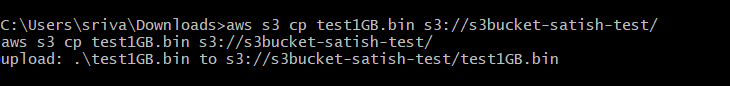 C:\Users\sriva\Downloads>aws s3 cp test1GB.bin s3://s3bucket-satish-test/
aws s3 cp test1GB.bin s3://s3bucket-satish-test/
upload: .\test1GB.bin to s3://s3bucket-satish-test/test1GB.bin